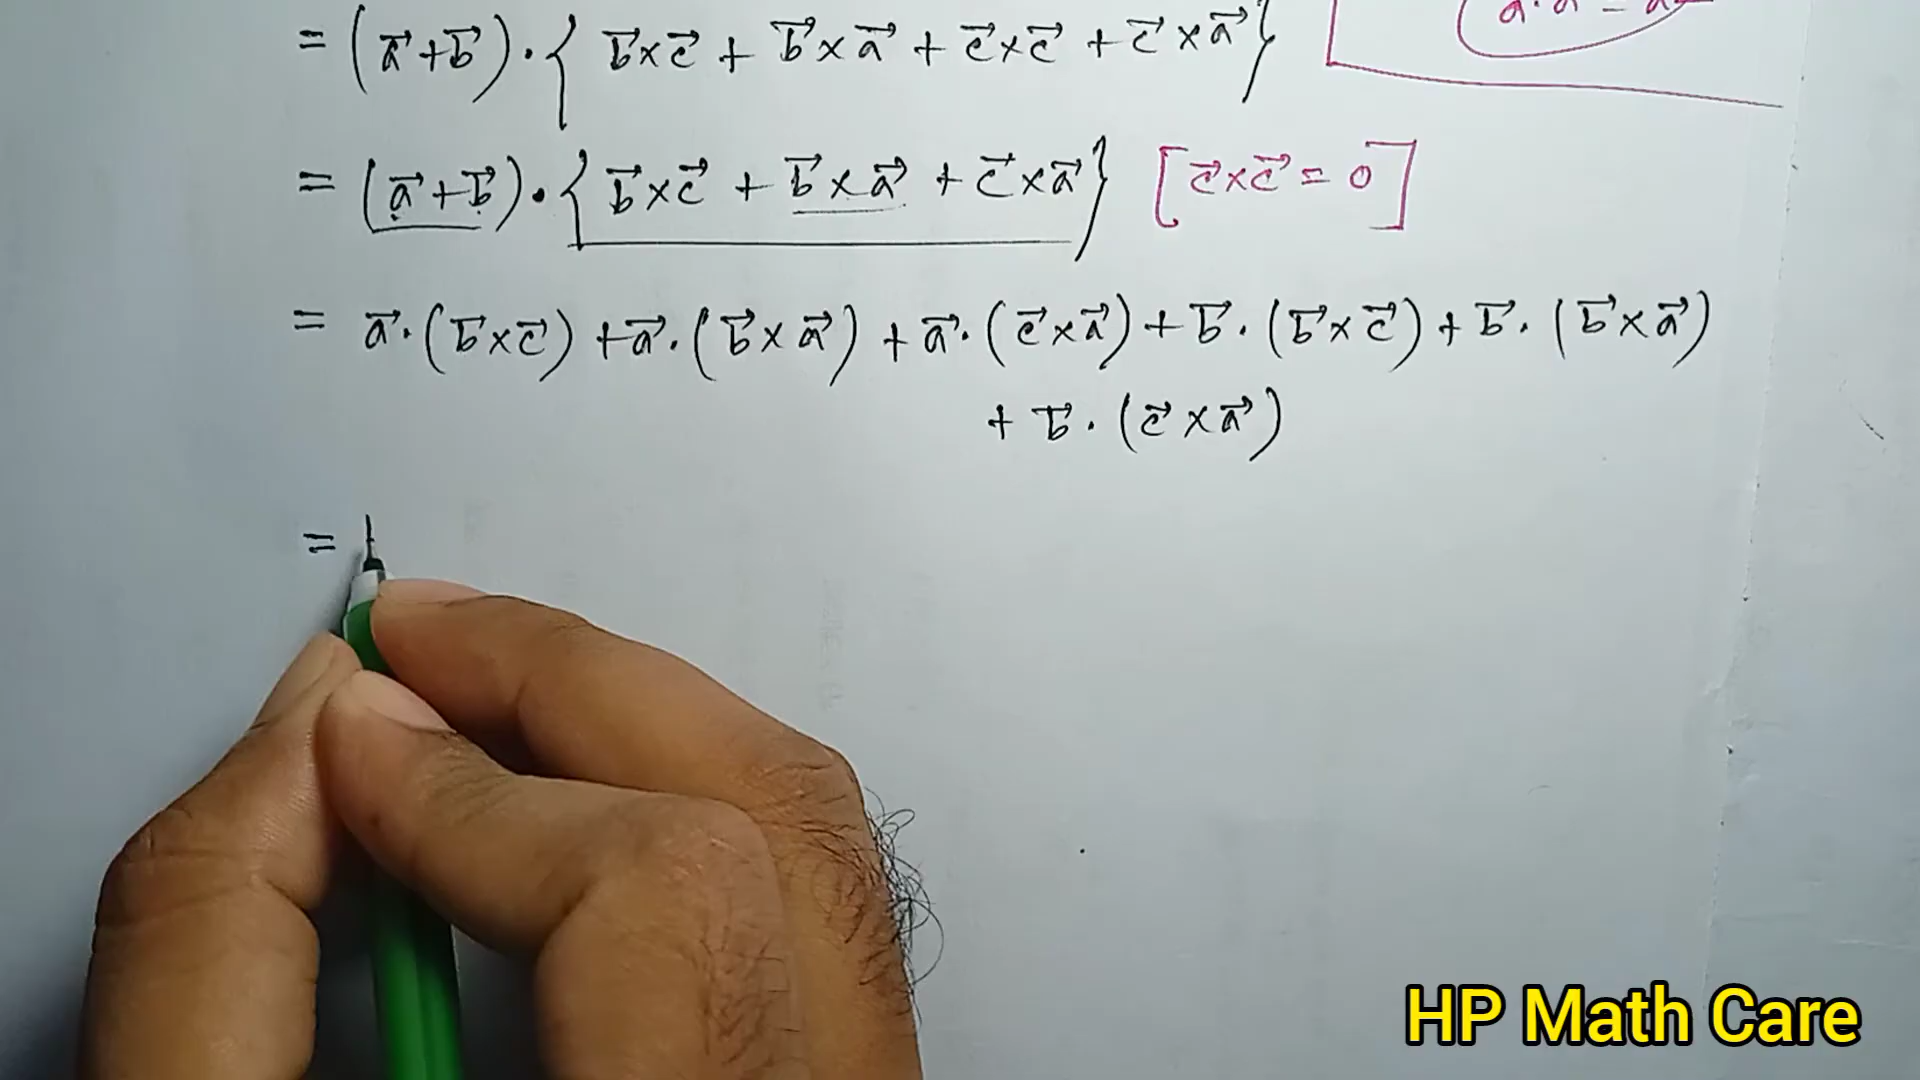 = (a⃗+b⃗)·{ b⃗×c⃗ + b⃗×a⃗ + c⃗×c⃗ + c⃗×a⃗}
= (a⃗+b⃗)·{b⃗×c⃗ + b⃗×a⃗ + c⃗×a⃗} [c⃗×c⃗ = 0]
= a⃗·(b⃗×c⃗) + a⃗·(b⃗×a⃗) + a⃗·(c⃗×a⃗) + b⃗·(b⃗×c⃗) + b⃗·(b⃗×a⃗)
+ b⃗·(c⃗×a⃗)
=
HP Math Care